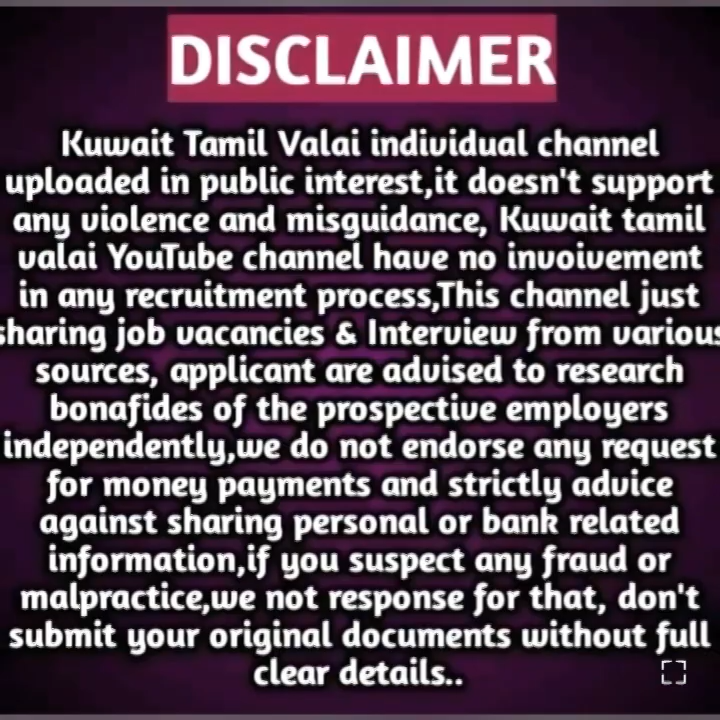 DISCLAIMER
Kuwait Tamil Valai individual channel
uploaded in public interest,it doesn't support
any violence and misguidance, Kuwait tamil
valai YouTube channel have no invoivement
in any recruitment process,This channel just
sharing job vacancies & Interview from various
sources, applicant are advised to research
bonafides of the prospective employers
independently,we do not endorse any request
for money payments and strictly advice
against sharing personal or bank related
information,if you suspect any fraud or
malpractice,we not response for that, don't
submit your original documents without full
clear details..